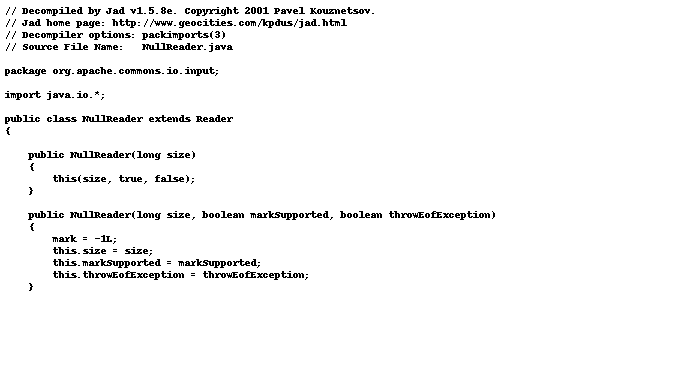 // Decompiled by Jad v1.5.8e. Copyright 2001 Pavel Kouznetsov.
// Jad home page: http://www.geocities.com/kpdus/jad.html
// Decompiler options: packimports(3)
// Source File Name:   NullReader.java

package org.apache.commons.io.input;

import java.io.*;

public class NullReader extends Reader
{

    public NullReader(long size)
    {
        this(size, true, false);
    }

    public NullReader(long size, boolean markSupported, boolean throwEofException)
    {
        mark = -1L;
        this.size = size;
        this.markSupported = markSupported;
        this.throwEofException = throwEofException;
    }